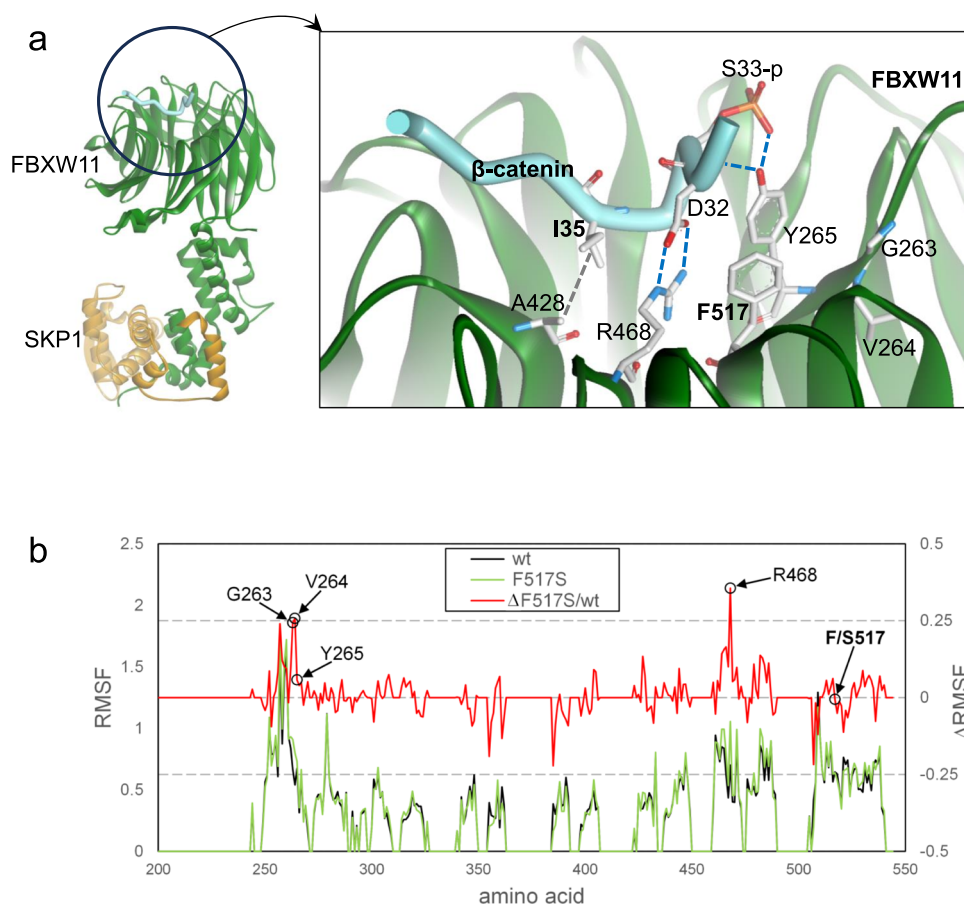 a
FBXW11
SKP1
S33-p
FBXW11
β-catenin
D32
I35
Y265
G263
A428
R468
F517
V264
b
2.5
2
1.5
1
0.5
0
RMSF
0.5
0.25
0
-0.25
-0.5
ΔRMSF
wt
F517S
ΔF517S/wt
G263
V264
Y265
R468
F/S517
200
250
300
350
400
450
500
550
amino acid